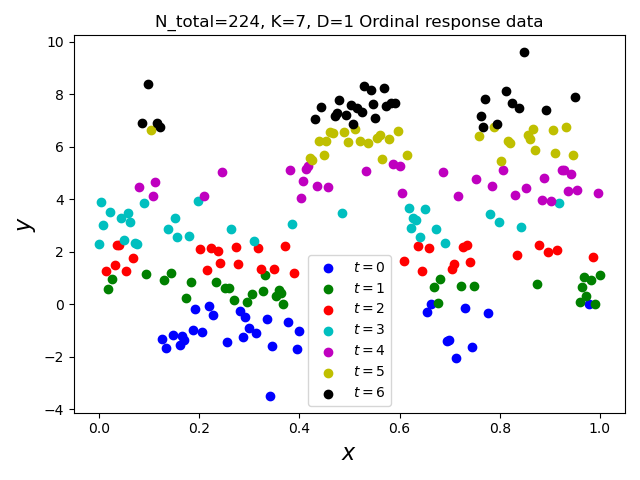 N_total=224, K=7, D=1 Ordinal response data
10
8
6
4
2
0
−2
−4
y
0.0 0.2 0.4 0.6 0.8 1.0
x
t = 0
t = 1
t = 2
t = 3
t = 4
t = 5
t = 6